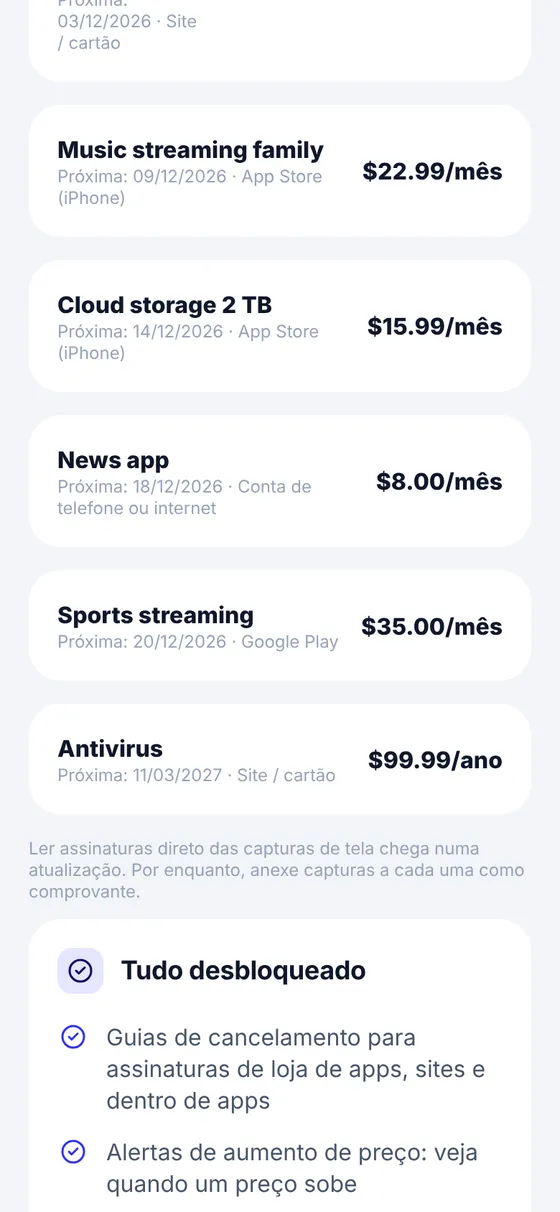 Próxima:
03/12/2026 · Site
/ cartão
Music streaming family
Próxima: 09/12/2026 · App Store
(iPhone)
$22.99/mês
Cloud storage 2 TB
Próxima: 14/12/2026 · App Store
(iPhone)
$15.99/mês
News app
Próxima: 18/12/2026 · Conta de
telefone ou internet
$8.00/mês
Sports streaming
Próxima: 20/12/2026 · Google Play
$35.00/mês
Antivirus
Próxima: 11/03/2027 · Site / cartão
$99.99/ano
Ler assinaturas direto das capturas de tela chega numa
atualização. Por enquanto, anexe capturas a cada uma como
comprovante.
Tudo desbloqueado
Guias de cancelamento para
assinaturas de loja de apps, sites e
dentro de apps
Alertas de aumento de preço: veja
quando um preço sobe